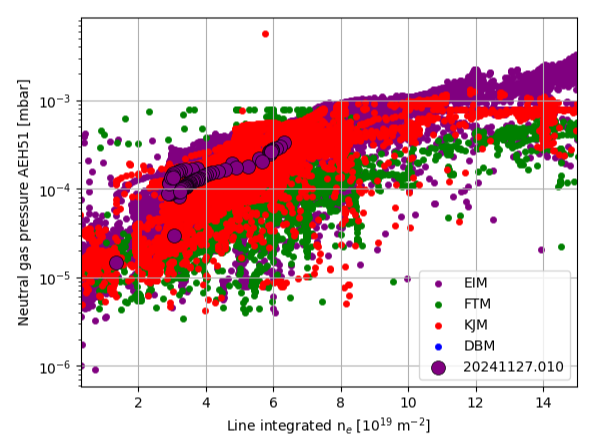 Neutral gas pressure AEH51 [mbar]
10⁻³
10⁻⁴
10⁻⁵
10⁻⁶
EIM
FTM
KJM
DBM
20241127.010
2 4 6 8 10 12 14
Line integrated nₑ [10¹⁹ m⁻²]